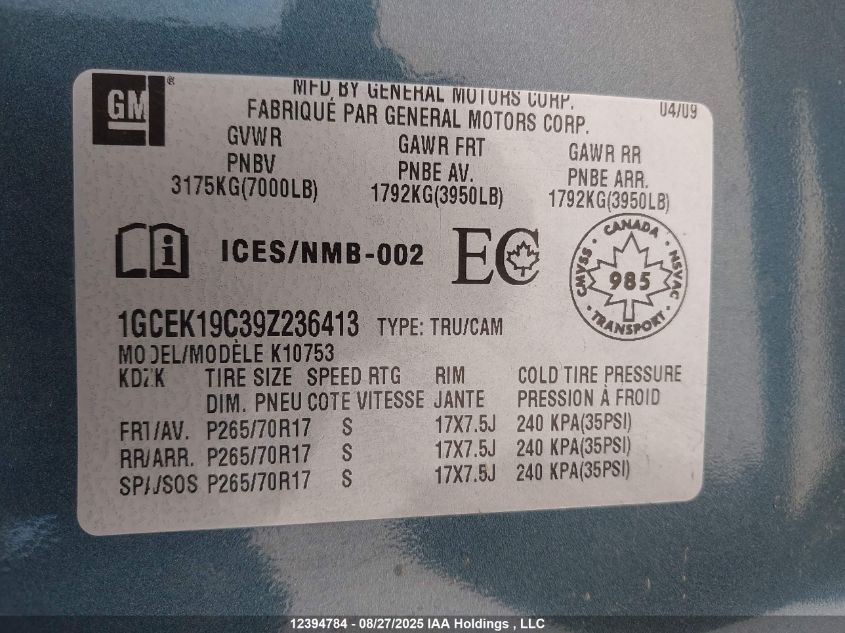 GM®
MFD BY GENERAL MOTORS CORP. 04/09
FABRIQUÉ PAR GENERAL MOTORS CORP.
GVWR GAWR FRT GAWR RR
PNBV PNBE AV. PNBE ARR.
3175KG(7000LB) 1792KG(3950LB) 1792KG(3950LB)
i ICES/NMB-002 EC
CANADA
CMVSS 985 NSVAC
TRANSPORT
1GCEK19C39Z236413 TYPE: TRU/CAM
MODEL/MODÈLE K10753
TIRE SIZE SPEED RTG RIM COLD TIRE PRESSURE
DIM. PNEU COTE VITESSE JANTE PRESSION À FROID
FRT/AV. P265/70R17 S 17X7.5J 240 KPA(35PSI)
RR/ARR. P265/70R17 S 17X7.5J 240 KPA(35PSI)
SPA/SOS P265/70R17 S 17X7.5J 240 KPA(35PSI)
12394784 - 08/27/2025 IAA Holdings , LLC